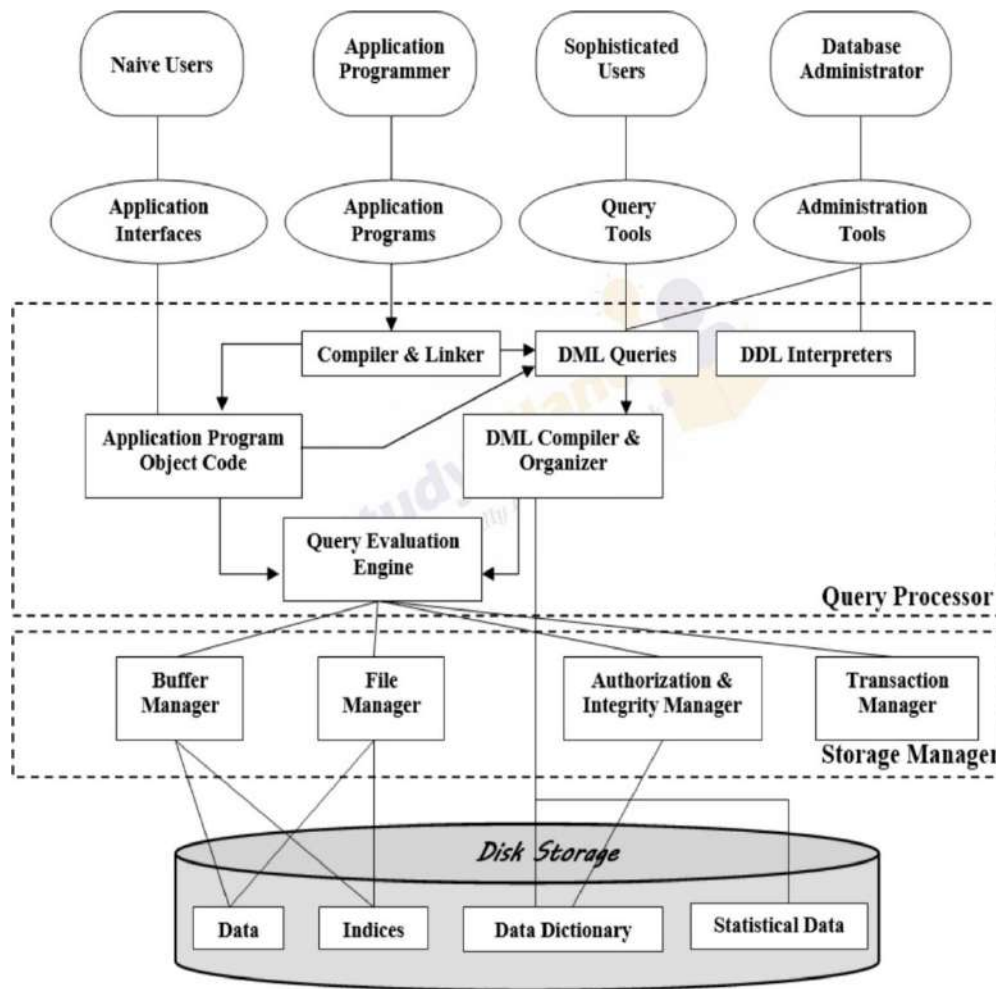 Naive Users
Application
Programmer
Sophisticated
Users
Database
Administrator
Application
Interfaces
Application
Programs
Query
Tools
Administration
Tools
Compiler & Linker
DML Queries
DDL Interpreters
Application Program
Object Code
DML Compiler &
Organizer
Query Evaluation
Engine
Query Processor
Buffer
Manager
File
Manager
Authorization &
Integrity Manager
Transaction
Manager
Storage Manager
Disk Storage
Data
Indices
Data Dictionary
Statistical Data